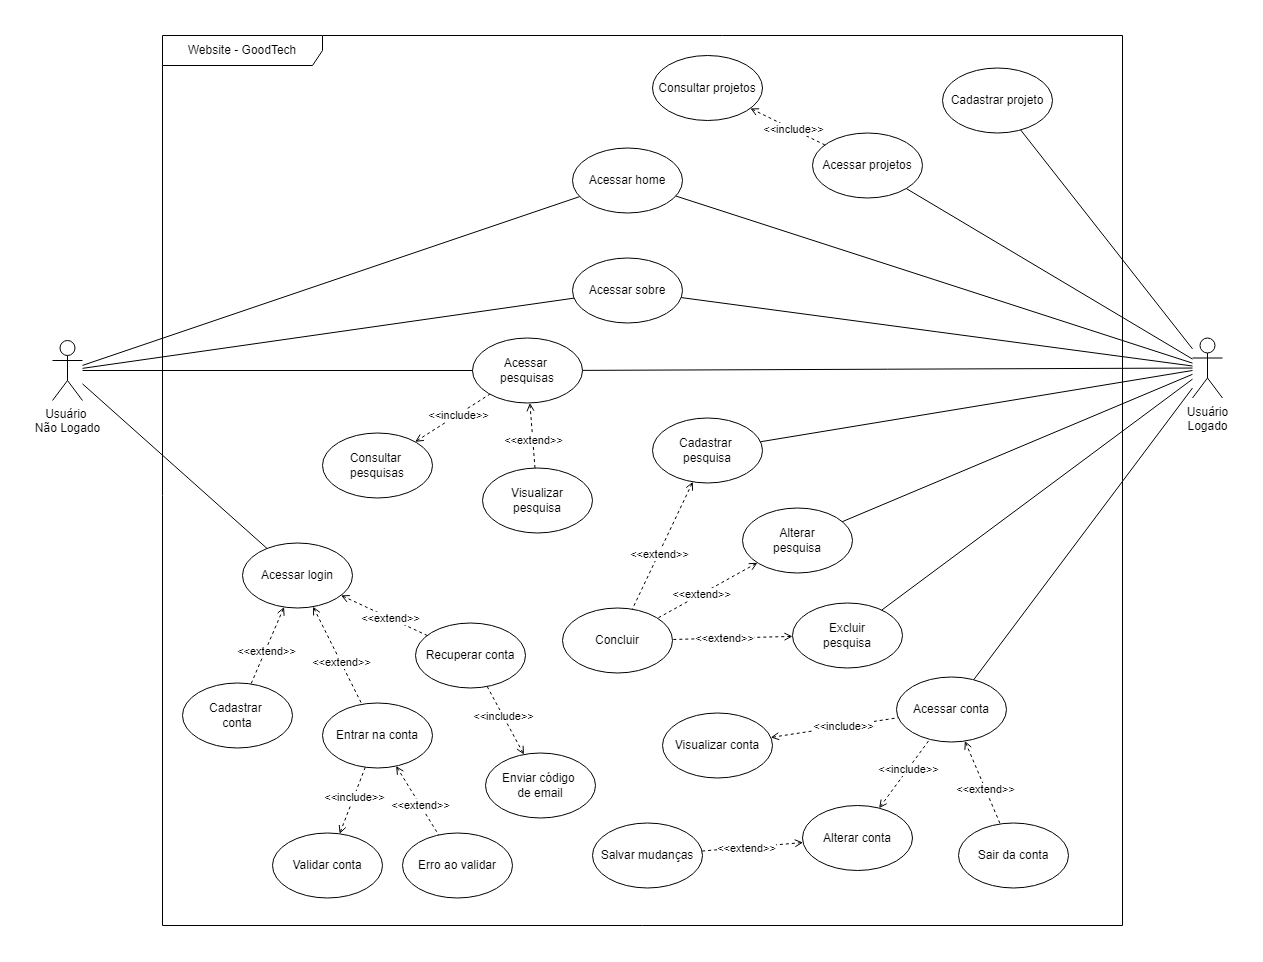 Website - GoodTech
Consultar projetos
Cadastrar projeto
<<include>>
Acessar projetos
Acessar home
Acessar sobre
Acessar
pesquisas
Usuário
Não Logado
Usuário
Logado
<<include>>
<<extend>>
Consultar
pesquisas
Visualizar
pesquisa
Cadastrar
pesquisa
Alterar
pesquisa
<<extend>>
<<extend>>
Acessar login
<<extend>>
Concluir
<<extend>>
Excluir
pesquisa
<<extend>>
<<extend>>
Recuperar conta
Cadastrar
conta
Entrar na conta
<<include>>
Enviar código
de email
<<include>>
<<extend>>
Validar conta
Erro ao validar
Acessar conta
<<include>>
Visualizar conta
<<include>>
<<extend>>
Salvar mudanças
<<extend>>
Alterar conta
Sair da conta